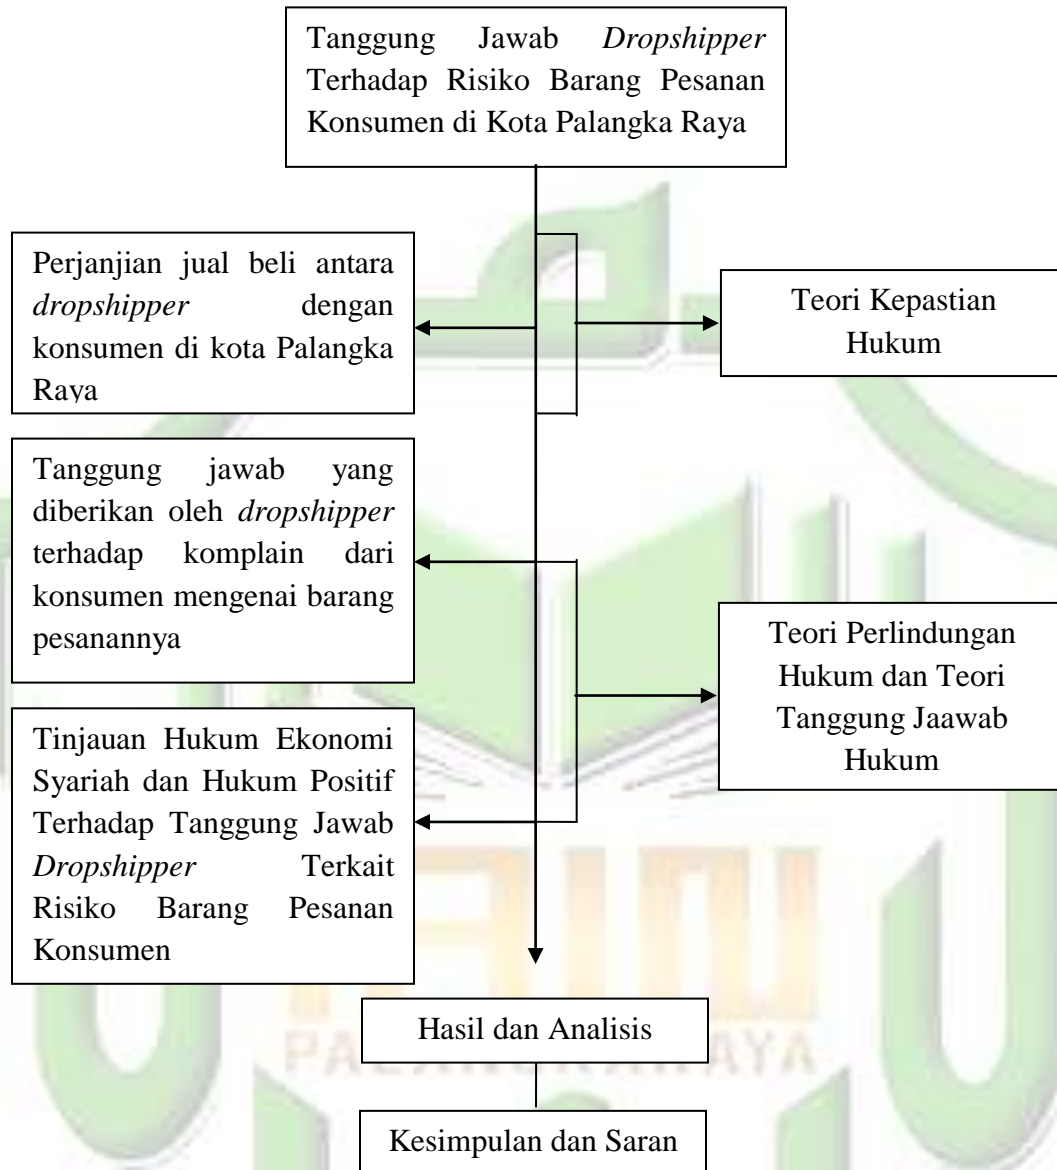 Tanggung Jawab Dropshipper
Terhadap Risiko Barang Pesanan
Konsumen di Kota Palangka Raya
Perjanjian jual beli antara
dropshipper dengan
konsumen di kota Palangka
Raya
Teori Kepastian
Hukum
Tanggung jawab yang
diberikan oleh dropshipper
terhadap komplain dari
konsumen mengenai barang
pesanannya
Teori Perlindungan
Hukum dan Teori
Tanggung Jaawab
Hukum
Tinjauan Hukum Ekonomi
Syariah dan Hukum Positif
Terhadap Tanggung Jawab
Dropshipper Terkait
Risiko Barang Pesanan
Konsumen
Hasil dan Analisis
Kesimpulan dan Saran